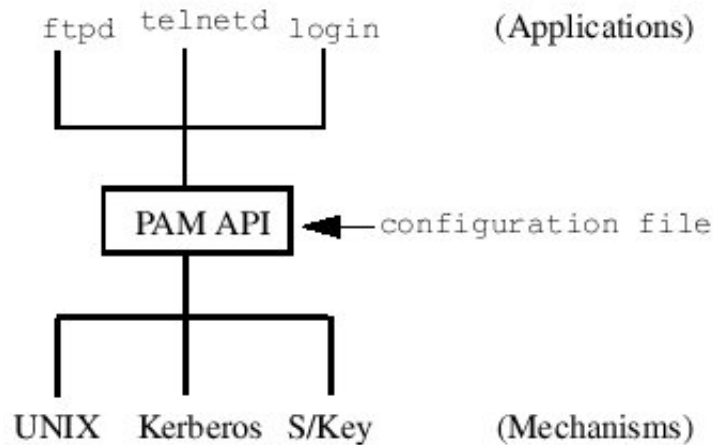 ftpd telnetd login (Applications)
PAM API configuration file
UNIX Kerberos S/Key (Mechanisms)